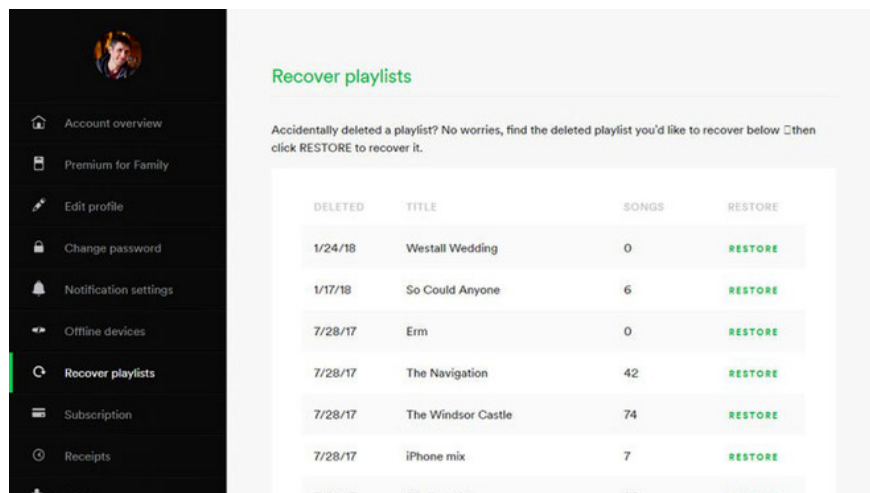 Recover playlists
Accidentally deleted a playlist? No worries, find the deleted playlist you'd like to recover below □then
click RESTORE to recover it.
Account overview
Premium for Family
Edit profile
Change password
Notification settings
Offline devices
Recover playlists
Subscription
Receipts
DELETED TITLE SONGS RESTORE
1/24/18 Westall Wedding 0 RESTORE
1/17/18 So Could Anyone 6 RESTORE
7/28/17 Erm 0 RESTORE
7/28/17 The Navigation 42 RESTORE
7/28/17 The Windsor Castle 74 RESTORE
7/28/17 iPhone mix 7 RESTORE